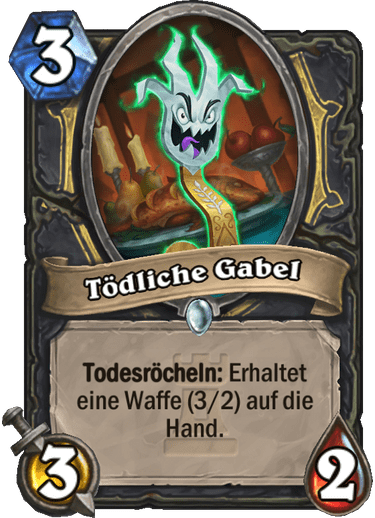 3
Tödliche Gabel
Todesröcheln: Erhaltet
eine Waffe (3/2) auf die
Hand.
3
2